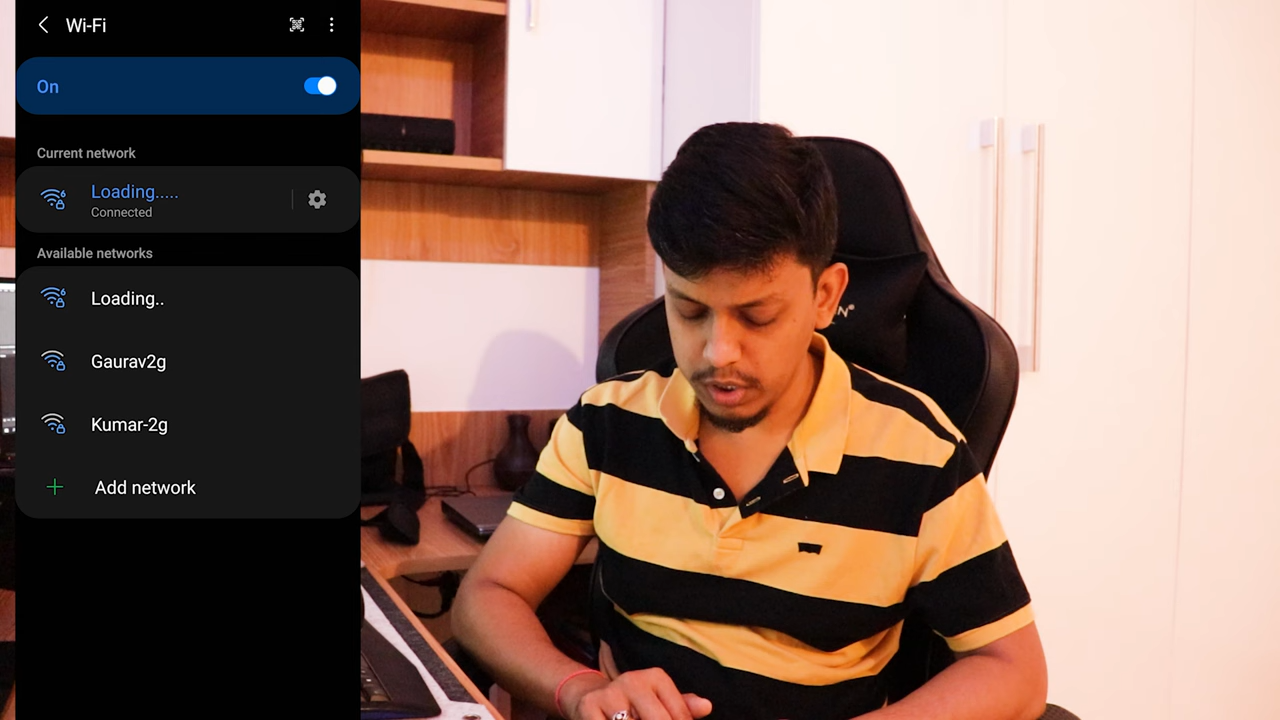 Wi-Fi
On
Current network
Loading.....
Connected
Available networks
Loading..
Gaurav2g
Kumar-2g
Add network